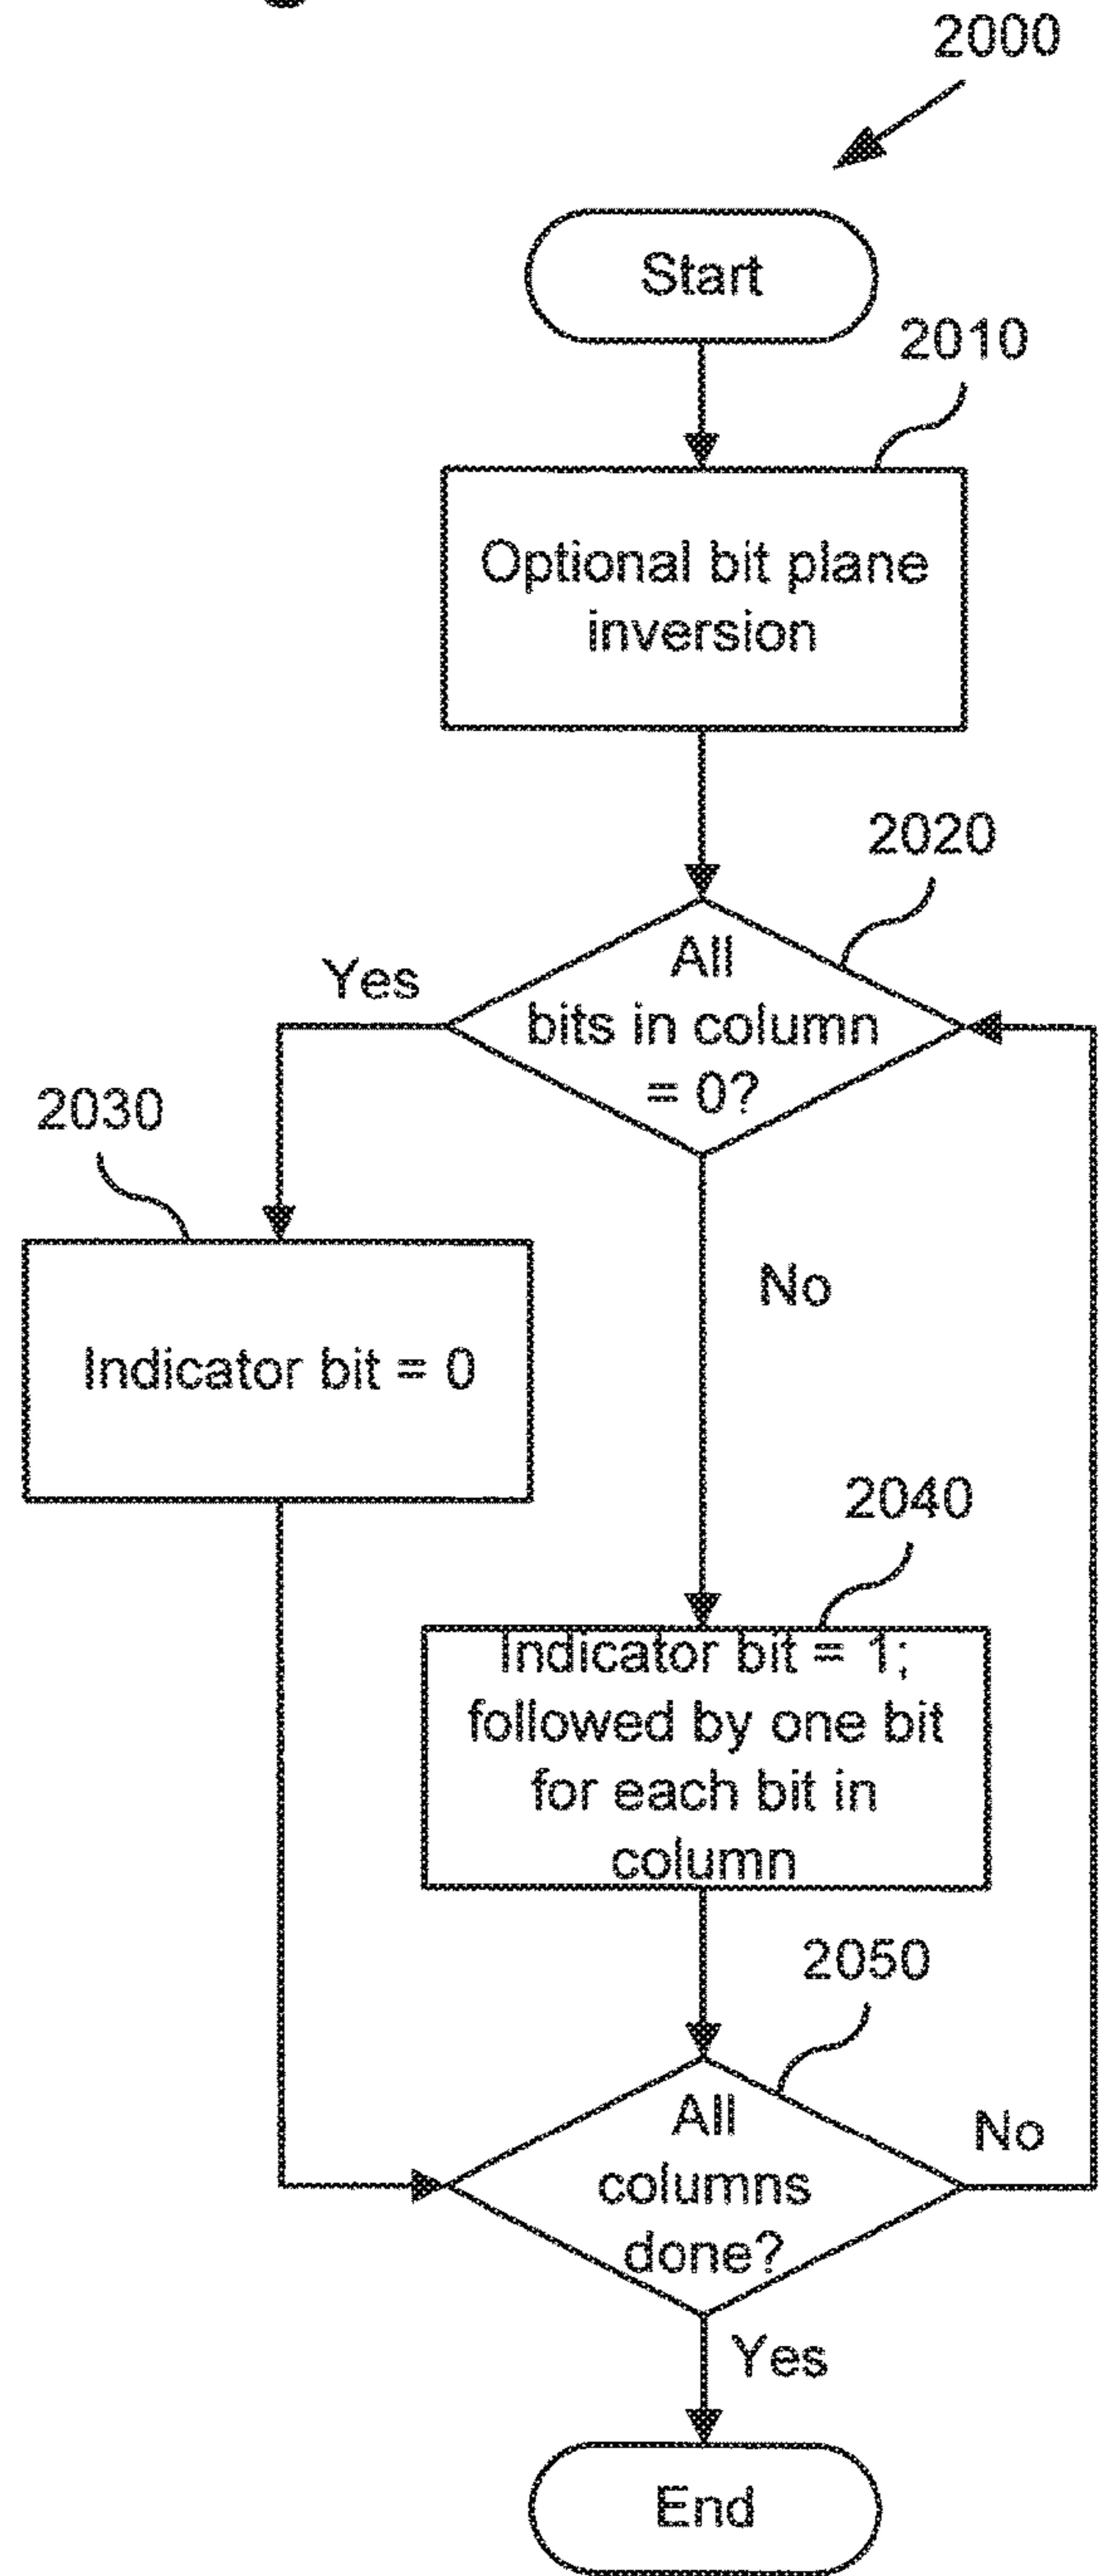 2000
Start
2010
Optional bit plane
inversion
2020
All
bits in column
= 0?
Yes
2030
No
Indicator bit = 0
2040
Indicator bit = 1;
followed by one bit
for each bit in
column
2050
All
columns
done?
No
Yes
End